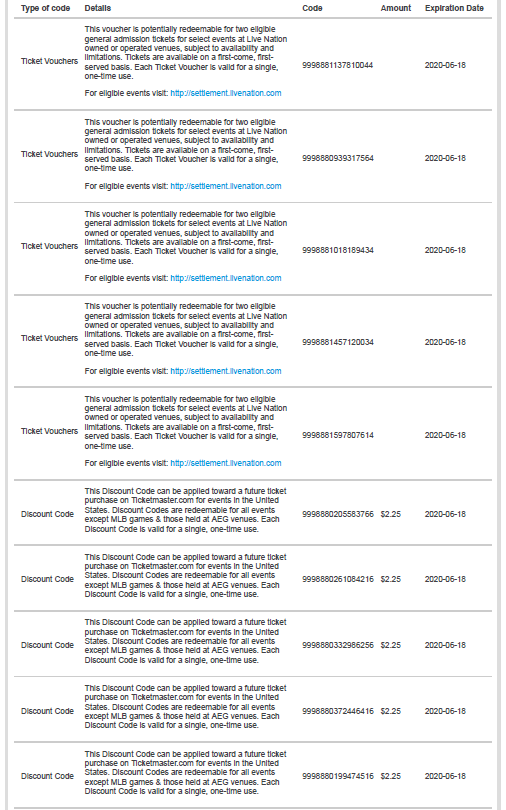 Type of code Details Code Amount Expiration Date
This voucher is potentially redeemable for two eligible
general admission tickets for select events at Live Nation
owned or operated venues, subject to availability and
limitations. Tickets are available on a first-come, first-
Ticket Vouchers served basis. Each Ticket Voucher is valid for a single, 9998881137810044 2020-06-18
one-time use.
For eligible events visit: http://settlement.livenation.com
This voucher is potentially redeemable for two eligible
general admission tickets for select events at Live Nation
owned or operated venues, subject to availability and
limitations. Tickets are available on a first-come, first-
Ticket Vouchers served basis. Each Ticket Voucher is valid for a single, 9998880939317564 2020-06-18
one-time use.
For eligible events visit: http://settlement.livenation.com
This voucher is potentially redeemable for two eligible
general admission tickets for select events at Live Nation
owned or operated venues, subject to availability and
limitations. Tickets are available on a first-come, first-
Ticket Vouchers served basis. Each Ticket Voucher is valid for a single, 9998881018189434 2020-06-18
one-time use.
For eligible events visit: http://settlement.livenation.com
This voucher is potentially redeemable for two eligible
general admission tickets for select events at Live Nation
owned or operated venues, subject to availability and
limitations. Tickets are available on a first-come, first-
Ticket Vouchers served basis. Each Ticket Voucher is valid for a single, 9998881457120034 2020-06-18
one-time use.
For eligible events visit: http://settlement.livenation.com
This voucher is potentially redeemable for two eligible
general admission tickets for select events at Live Nation
owned or operated venues, subject to availability and
limitations. Tickets are available on a first-come, first-
Ticket Vouchers served basis. Each Ticket Voucher is valid for a single, 9998881597807614 2020-06-18
one-time use.
For eligible events visit: http://settlement.livenation.com
This Discount Code can be applied toward a future ticket
purchase on Ticketmaster.com for events in the United
Discount Code States. Discount Codes are redeemable for all events 9998880205583766 $2.25 2020-06-18
except MLB games & those held at AEG venues. Each
Discount Code is valid for a single, one-time use.
This Discount Code can be applied toward a future ticket
purchase on Ticketmaster.com for events in the United
Discount Code States. Discount Codes are redeemable for all events 9998880261084216 $2.25 2020-06-18
except MLB games & those held at AEG venues. Each
Discount Code is valid for a single, one-time use.
This Discount Code can be applied toward a future ticket
purchase on Ticketmaster.com for events in the United
Discount Code States. Discount Codes are redeemable for all events 9998880332986256 $2.25 2020-06-18
except MLB games & those held at AEG venues. Each
Discount Code is valid for a single, one-time use.
This Discount Code can be applied toward a future ticket
purchase on Ticketmaster.com for events in the United
Discount Code States. Discount Codes are redeemable for all events 9998880372446416 $2.25 2020-06-18
except MLB games & those held at AEG venues. Each
Discount Code is valid for a single, one-time use.
This Discount Code can be applied toward a future ticket
purchase on Ticketmaster.com for events in the United
Discount Code States. Discount Codes are redeemable for all events 9998880199474516 $2.25 2020-06-18
except MLB games & those held at AEG venues. Each
Discount Code is valid for a single, one-time use.